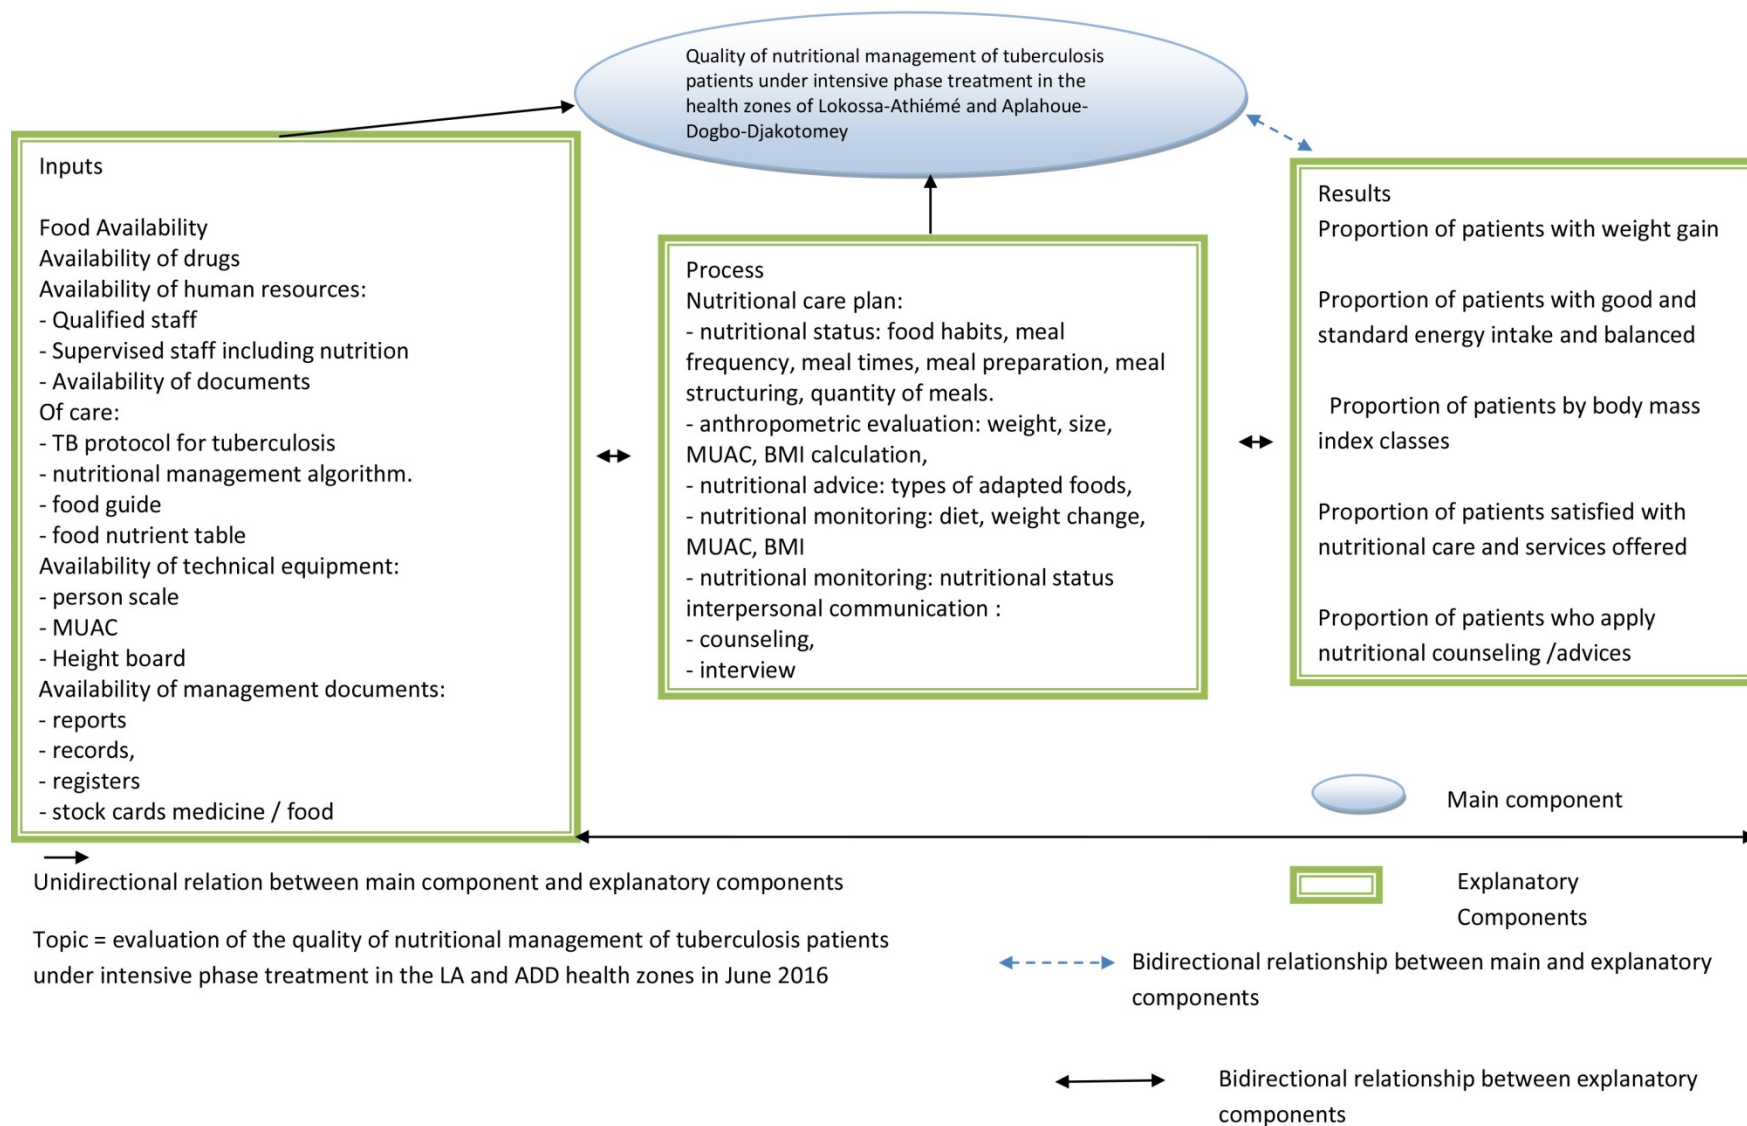 Quality of nutritional management of tuberculosis
patients under intensive phase treatment in the
health zones of Lokossa-Athiémé and Aplahoue-
Dogbo-Djakotomey
Inputs
Food Availability
Availability of drugs
Availability of human resources:
- Qualified staff
- Supervised staff including nutrition
- Availability of documents
Of care:
- TB protocol for tuberculosis
- nutritional management algorithm.
- food guide
- food nutrient table
Availability of technical equipment:
- person scale
- MUAC
- Height board
Availability of management documents:
- reports
- records,
- registers
- stock cards medicine / food
Process
Nutritional care plan:
- nutritional status: food habits, meal
frequency, meal times, meal preparation, meal
structuring, quantity of meals.
- anthropometric evaluation: weight, size,
MUAC, BMI calculation,
- nutritional advice: types of adapted foods,
- nutritional monitoring: diet, weight change,
MUAC, BMI
- nutritional monitoring: nutritional status
interpersonal communication :
- counseling,
- interview
Results
Proportion of patients with weight gain
Proportion of patients with good and
standard energy intake and balanced
Proportion of patients by body mass
index classes
Proportion of patients satisfied with
nutritional care and services offered
Proportion of patients who apply
nutritional counseling /advices
Main component
Unidirectional relation between main component and explanatory components
Explanatory
Components
Topic = evaluation of the quality of nutritional management of tuberculosis patients
under intensive phase treatment in the LA and ADD health zones in June 2016
Bidirectional relationship between main and explanatory
components
Bidirectional relationship between explanatory
components